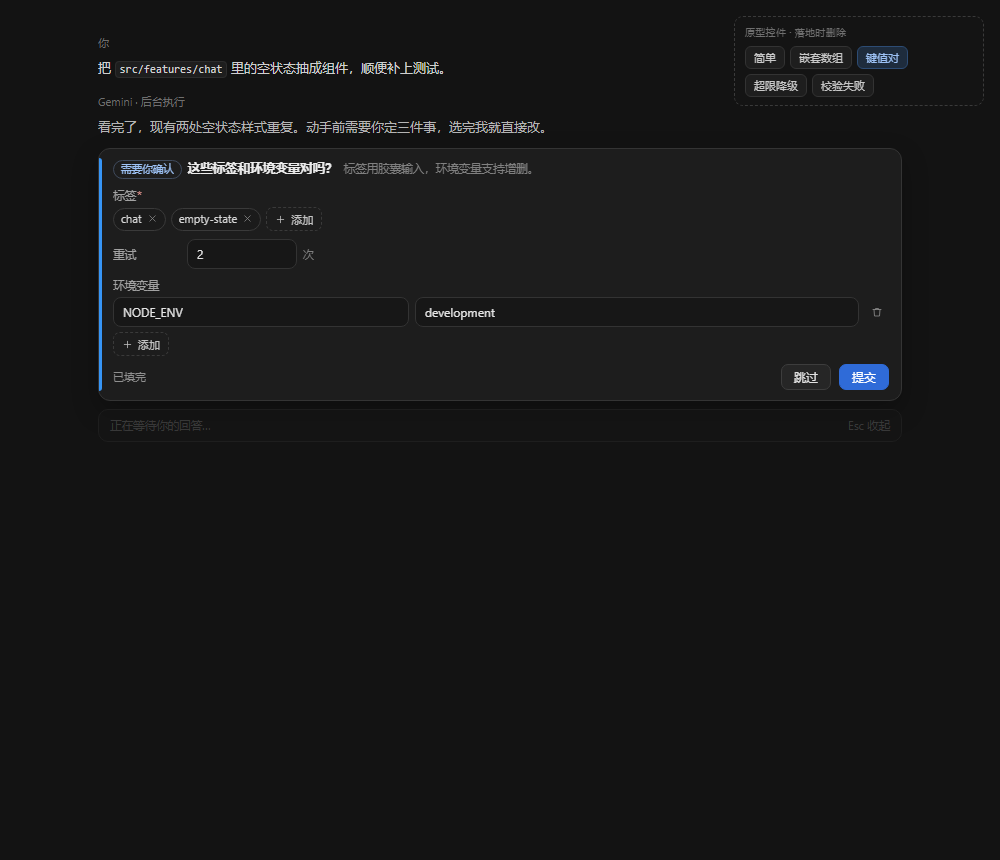 原型控件 · 落地时删除
简单 嵌套数组 键值对
超限降级 校验失败
你
把 src/features/chat 里的空状态抽成组件，顺便补上测试。
Gemini · 后台执行
看完了，现有两处空状态样式重复。动手前需要你定三件事，选完我就直接改。
需要你确认 这些标签和环境变量对吗？ 标签用胶囊输入，环境变量支持增删。
标签*
chat × empty-state × + 添加
重试 2 次
环境变量
NODE_ENV development
+ 添加
已填完 跳过 提交
正在等待你的回答... Esc 收起